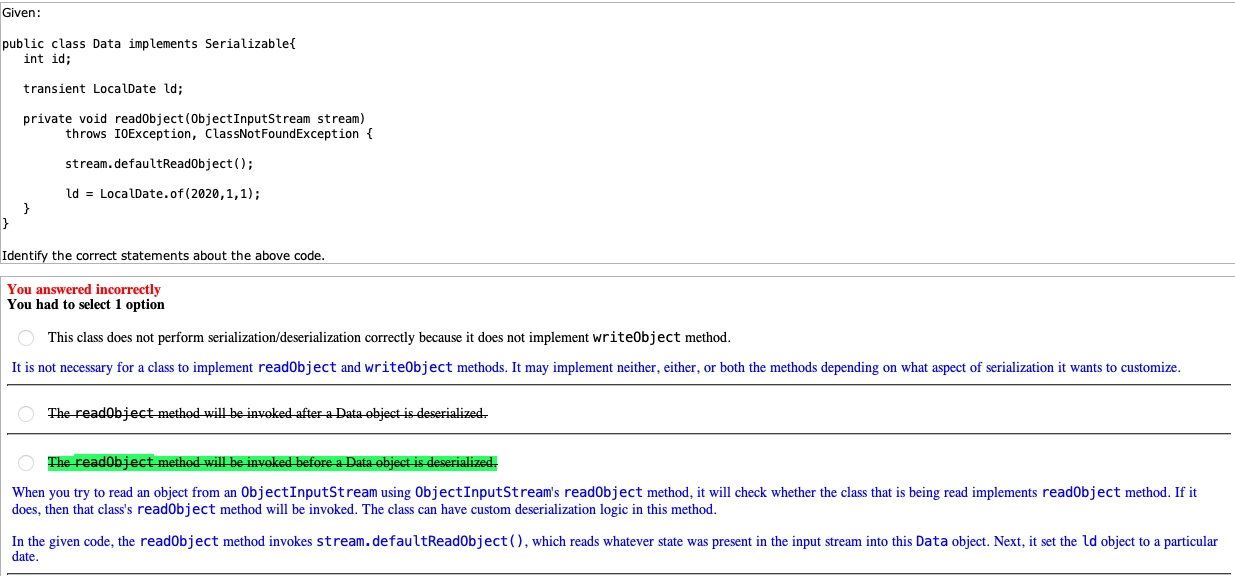 Given:
public class Data implements Serializable{
int id;
transient LocalDate ld;
private void readObject(ObjectInputStream stream)
throws IOException, ClassNotFoundException {
stream.defaultReadObject();
ld = LocalDate.of(2020,1,1);
}
}
Identify the correct statements about the above code.
You answered incorrectly
You had to select 1 option
This class does not perform serialization/deserialization correctly because it does not implement writeObject method.
It is not necessary for a class to implement readObject and writeObject methods. It may implement neither, either, or both the methods depending on what aspect of serialization it wants to customize.
The readObject method will be invoked after a Data object is deserialized.
The readObject method will be invoked before a Data object is deserialized.
When you try to read an object from an ObjectInputStream using ObjectInputStream's readObject method, it will check whether the class that is being read implements readObject method. If it
does, then that class's readObject method will be invoked. The class can have custom deserialization logic in this method.
In the given code, the readObject method invokes stream.defaultReadObject(), which reads whatever state was present in the input stream into this Data object. Next, it set the ld object to a particular
date.